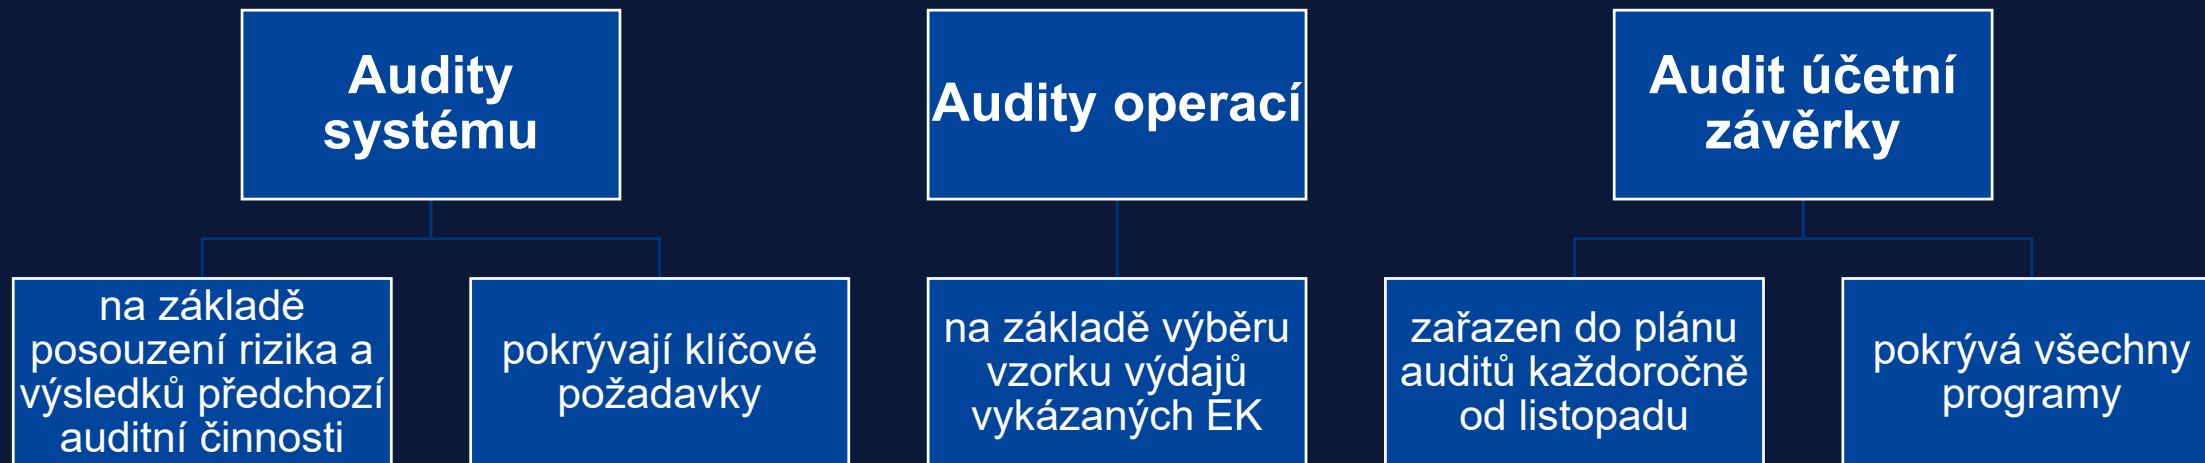 Audity
systému
Audity operací
Audit účetní
závěrky
na základě
posouzení rizika a
výsledků předchozí
auditní činnosti
pokrývají klíčové
požadavky
na základě výběru
vzorku výdajů
vykázaných EK
zařazen do plánu
auditů každoročně
od listopadu
pokrývá všechny
programy